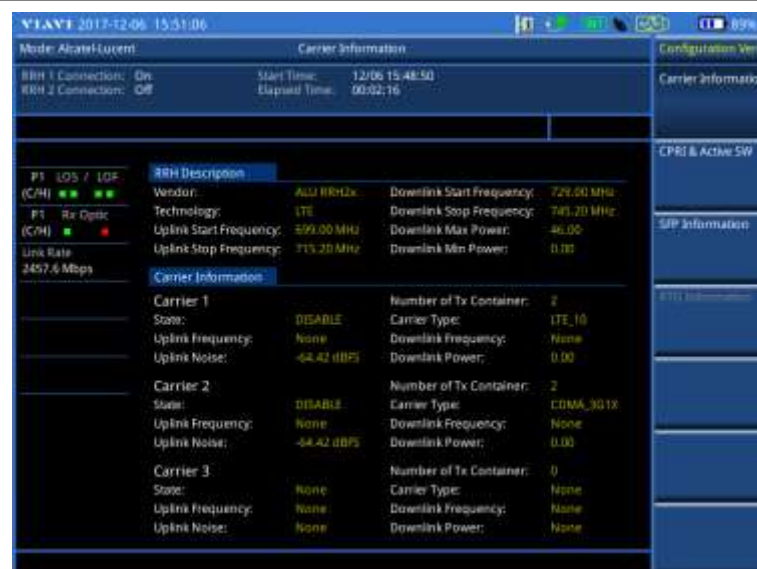 VIAVI 2017-12-06 15:51:06 89%
Mode: Alcatel-Lucent Carrier Information Configuration Ver
RRH 1 Connection: On Start Time: 12/06 15:48:50
RRH 2 Connection: Off Elapsed Time: 00:02:16
Carrier Informatio
CPRI & Active SW
SFP Information
P1 LOS / LOF
(C/H)
P1 Rx Optic
(C/H)
Link Rate
2457.6 Mbps
RRH Description
Vendor: ALU RRH2x Downlink Start Frequency: 729.00 MHz
Technology: LTE Downlink Stop Frequency: 745.20 MHz
Uplink Start Frequency: 699.00 MHz Downlink Max Power: 46.00
Uplink Stop Frequency: 715.20 MHz Downlink Min Power: 0.00
Carrier Information
Carrier 1 Number of Tx Container: 2
State: DISABLE Carrier Type: LTE_10
Uplink Frequency: None Downlink Frequency: None
Uplink Noise: -64.42 dBFS Downlink Power: 0.00
Carrier 2 Number of Tx Container: 2
State: DISABLE Carrier Type: CDMA_3G1X
Uplink Frequency: None Downlink Frequency: None
Uplink Noise: -64.42 dBFS Downlink Power: 0.00
Carrier 3 Number of Tx Container: 0
State: None Carrier Type: None
Uplink Frequency: None Downlink Frequency: None
Uplink Noise: None Downlink Power: None